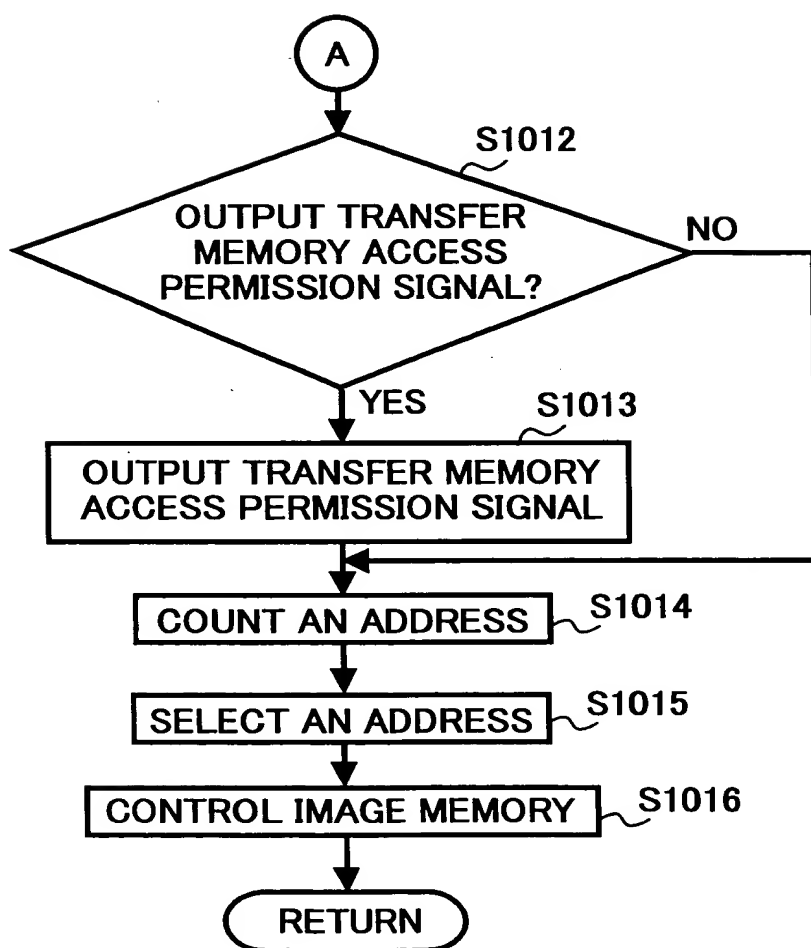 A
S1012
OUTPUT TRANSFER
MEMORY ACCESS
PERMISSION SIGNAL?
NO
YES
S1013
OUTPUT TRANSFER MEMORY
ACCESS PERMISSION SIGNAL
COUNT AN ADDRESS
S1014
SELECT AN ADDRESS
S1015
CONTROL IMAGE MEMORY
S1016
RETURN